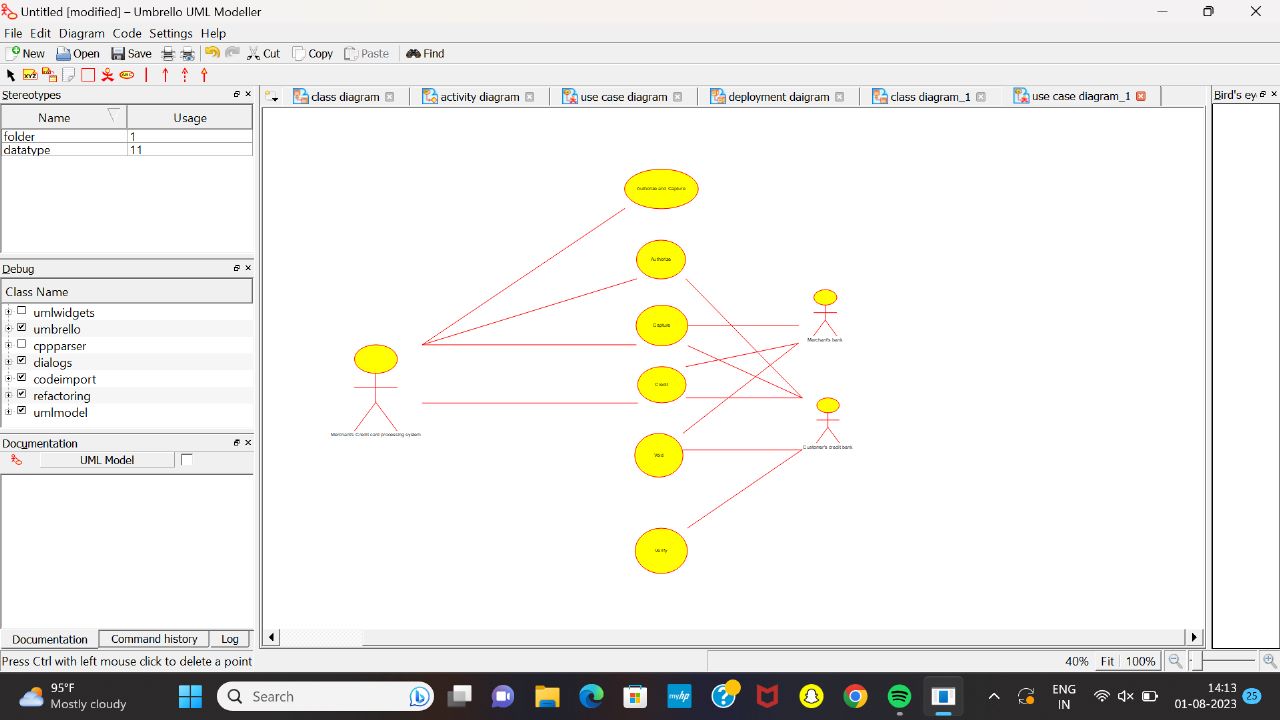 Untitled [modified] – Umbrello UML Modeller
File Edit Diagram Code Settings Help
New Open Save Cut Copy Paste Find
XYZ
ABC
Stereotypes
Name Usage
folder 1
datatype 11
Debug
Class Name
umlwidgets
umbrello
cppparser
dialogs
codeimport
refactoring
umlmodel
Documentation
UML Model
Documentation Command history Log
class diagram activity diagram use case diagram deployment daigram class diagram_1 use case diagram_1
Bird's ey
Authorize and Capture
Authorize
Capture
Credit
Void
Verify
Merchant's bank
Customer's credit bank
Merchant's Credit card processing system
Press Ctrl with left mouse click to delete a point
40% Fit 100%
95°F
Mostly cloudy
Search
myhp
ENG
IN
14:13
01-08-2023
25